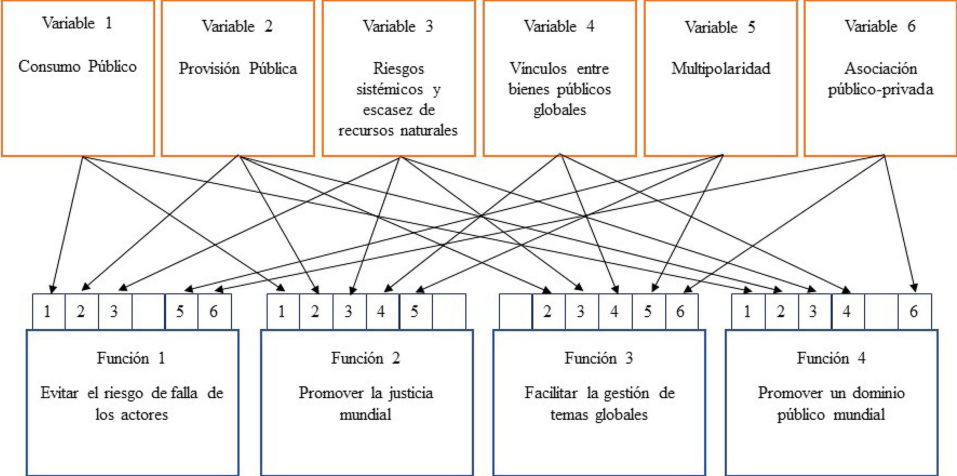 Variable 1
Consumo Público
Variable 2
Provisión Pública
Variable 3
Riesgos
sistémicos y
escasez de
recursos naturales
Variable 4
Vínculos entre
bienes públicos
globales
Variable 5
Multipolaridad
Variable 6
Asociación
público-privada
1 2 3 5 6
1 2 3 4 5
2 3 4 5 6
1 2 3 4 6
Función 1
Evitar el riesgo de falla de
los actores
Función 2
Promover la justicia
mundial
Función 3
Facilitar la gestión de
temas globales
Función 4
Promover un dominio
público mundial